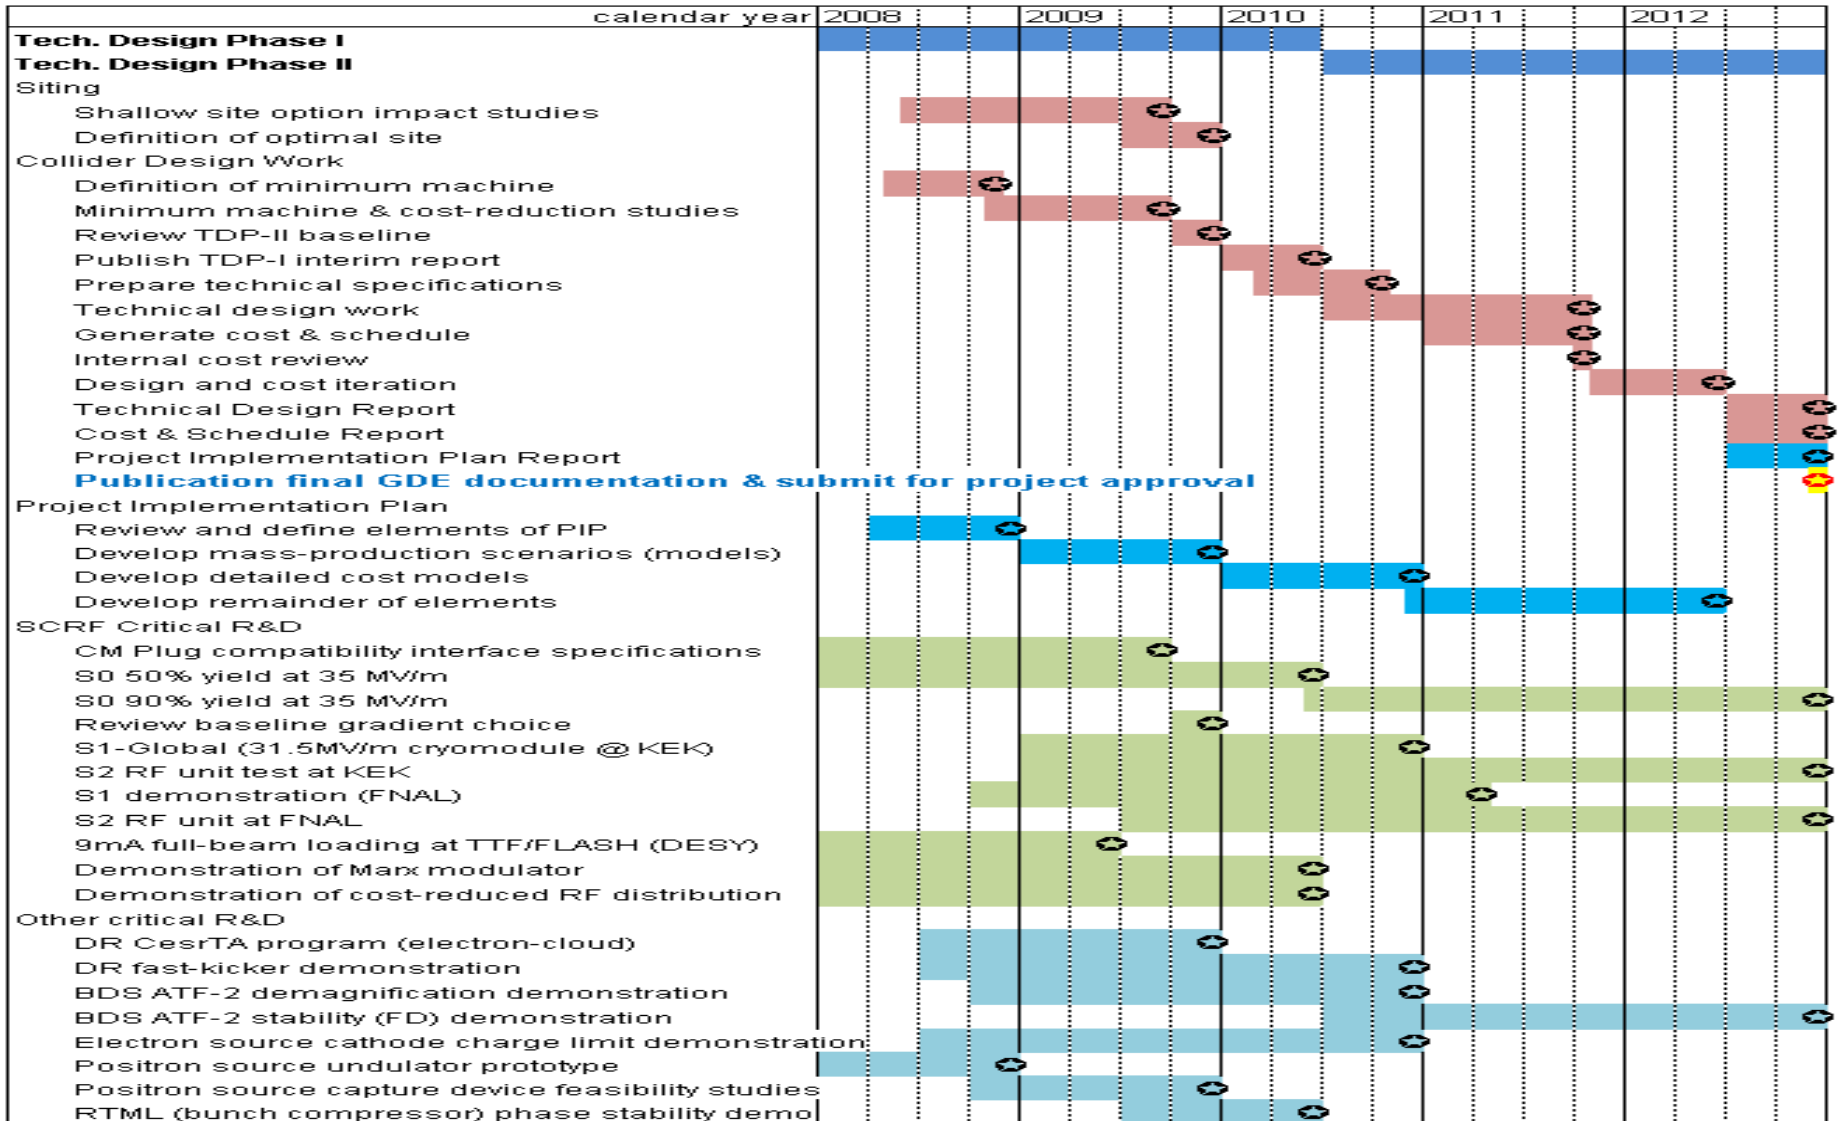 calendar year 2008 2009 2010 2011 2012
Tech. Design Phase I
Tech. Design Phase II
Siting
Shallow site option impact studies
Definition of optimal site
Collider Design Work
Definition of minimum machine
Minimum machine & cost-reduction studies
Review TDP-II baseline
Publish TDP-I interim report
Prepare technical specifications
Technical design work
Generate cost & schedule
Internal cost review
Design and cost iteration
Technical Design Report
Cost & Schedule Report
Project Implementation Plan Report
Publication final GDE documentation & submit for project approval
Project Implementation Plan
Review and define elements of PIP
Develop mass-production scenarios (models)
Develop detailed cost models
Develop remainder of elements
SCRF Critical R&D
CM Plug compatibility interface specifications
S0 50% yield at 35 MV/m
S0 90% yield at 35 MV/m
Review baseline gradient choice
S1-Global (31.5MV/m cryomodule @ KEK)
S2 RF unit test at KEK
S1 demonstration (FNAL)
S2 RF unit at FNAL
9mA full-beam loading at TTF/FLASH (DESY)
Demonstration of Marx modulator
Demonstration of cost-reduced RF distribution
Other critical R&D
DR CesrTA program (electron-cloud)
DR fast-kicker demonstration
BDS ATF-2 demagnification demonstration
BDS ATF-2 stability (FD) demonstration
Electron source cathode charge limit demonstration
Positron source undulator prototype
Positron source capture device feasibility studies
RTML (bunch compressor) phase stability demo